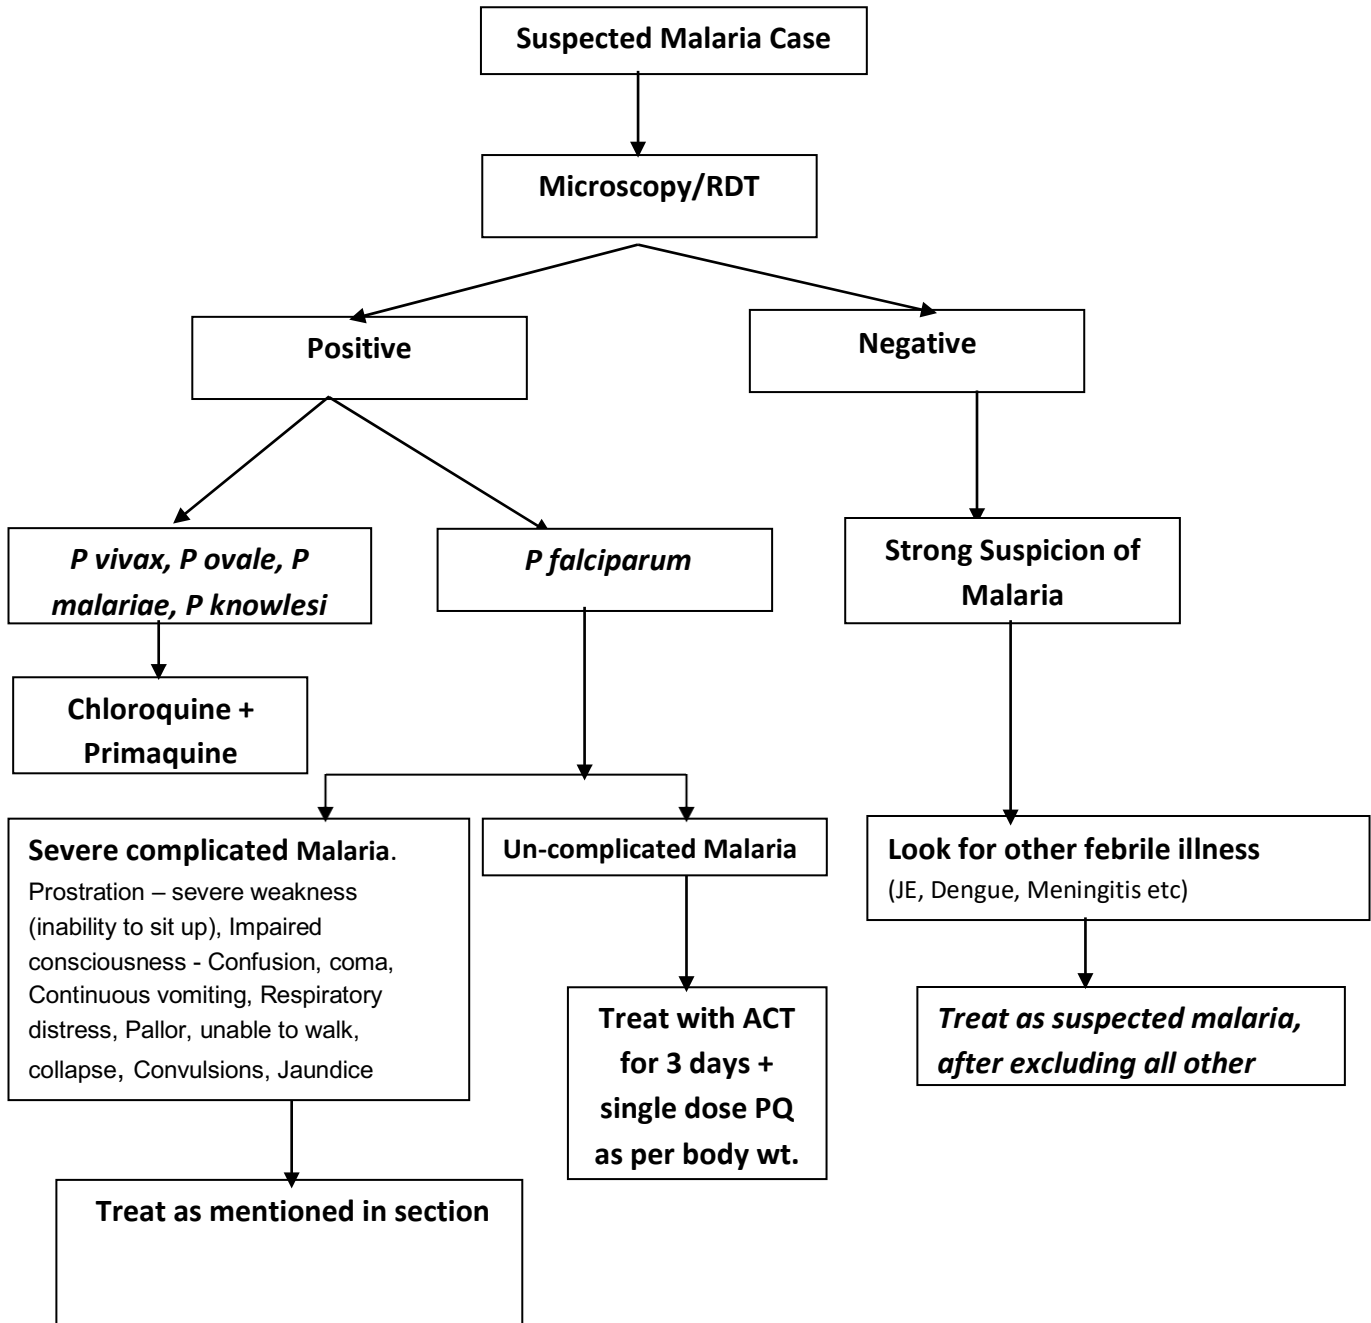 Suspected Malaria Case
Microscopy/RDT
Positive
Negative
P vivax, P ovale, P
malariae, P knowlesi
P falciparum
Strong Suspicion of
Malaria
Chloroquine +
Primaquine
Severe complicated Malaria.
Prostration – severe weakness
(inability to sit up), Impaired
consciousness - Confusion, coma,
Continuous vomiting, Respiratory
distress, Pallor, unable to walk,
collapse, Convulsions, Jaundice
Un-complicated Malaria
Look for other febrile illness
(JE, Dengue, Meningitis etc)
Treat with ACT
for 3 days +
single dose PQ
as per body wt.
Treat as suspected malaria,
after excluding all other
Treat as mentioned in section